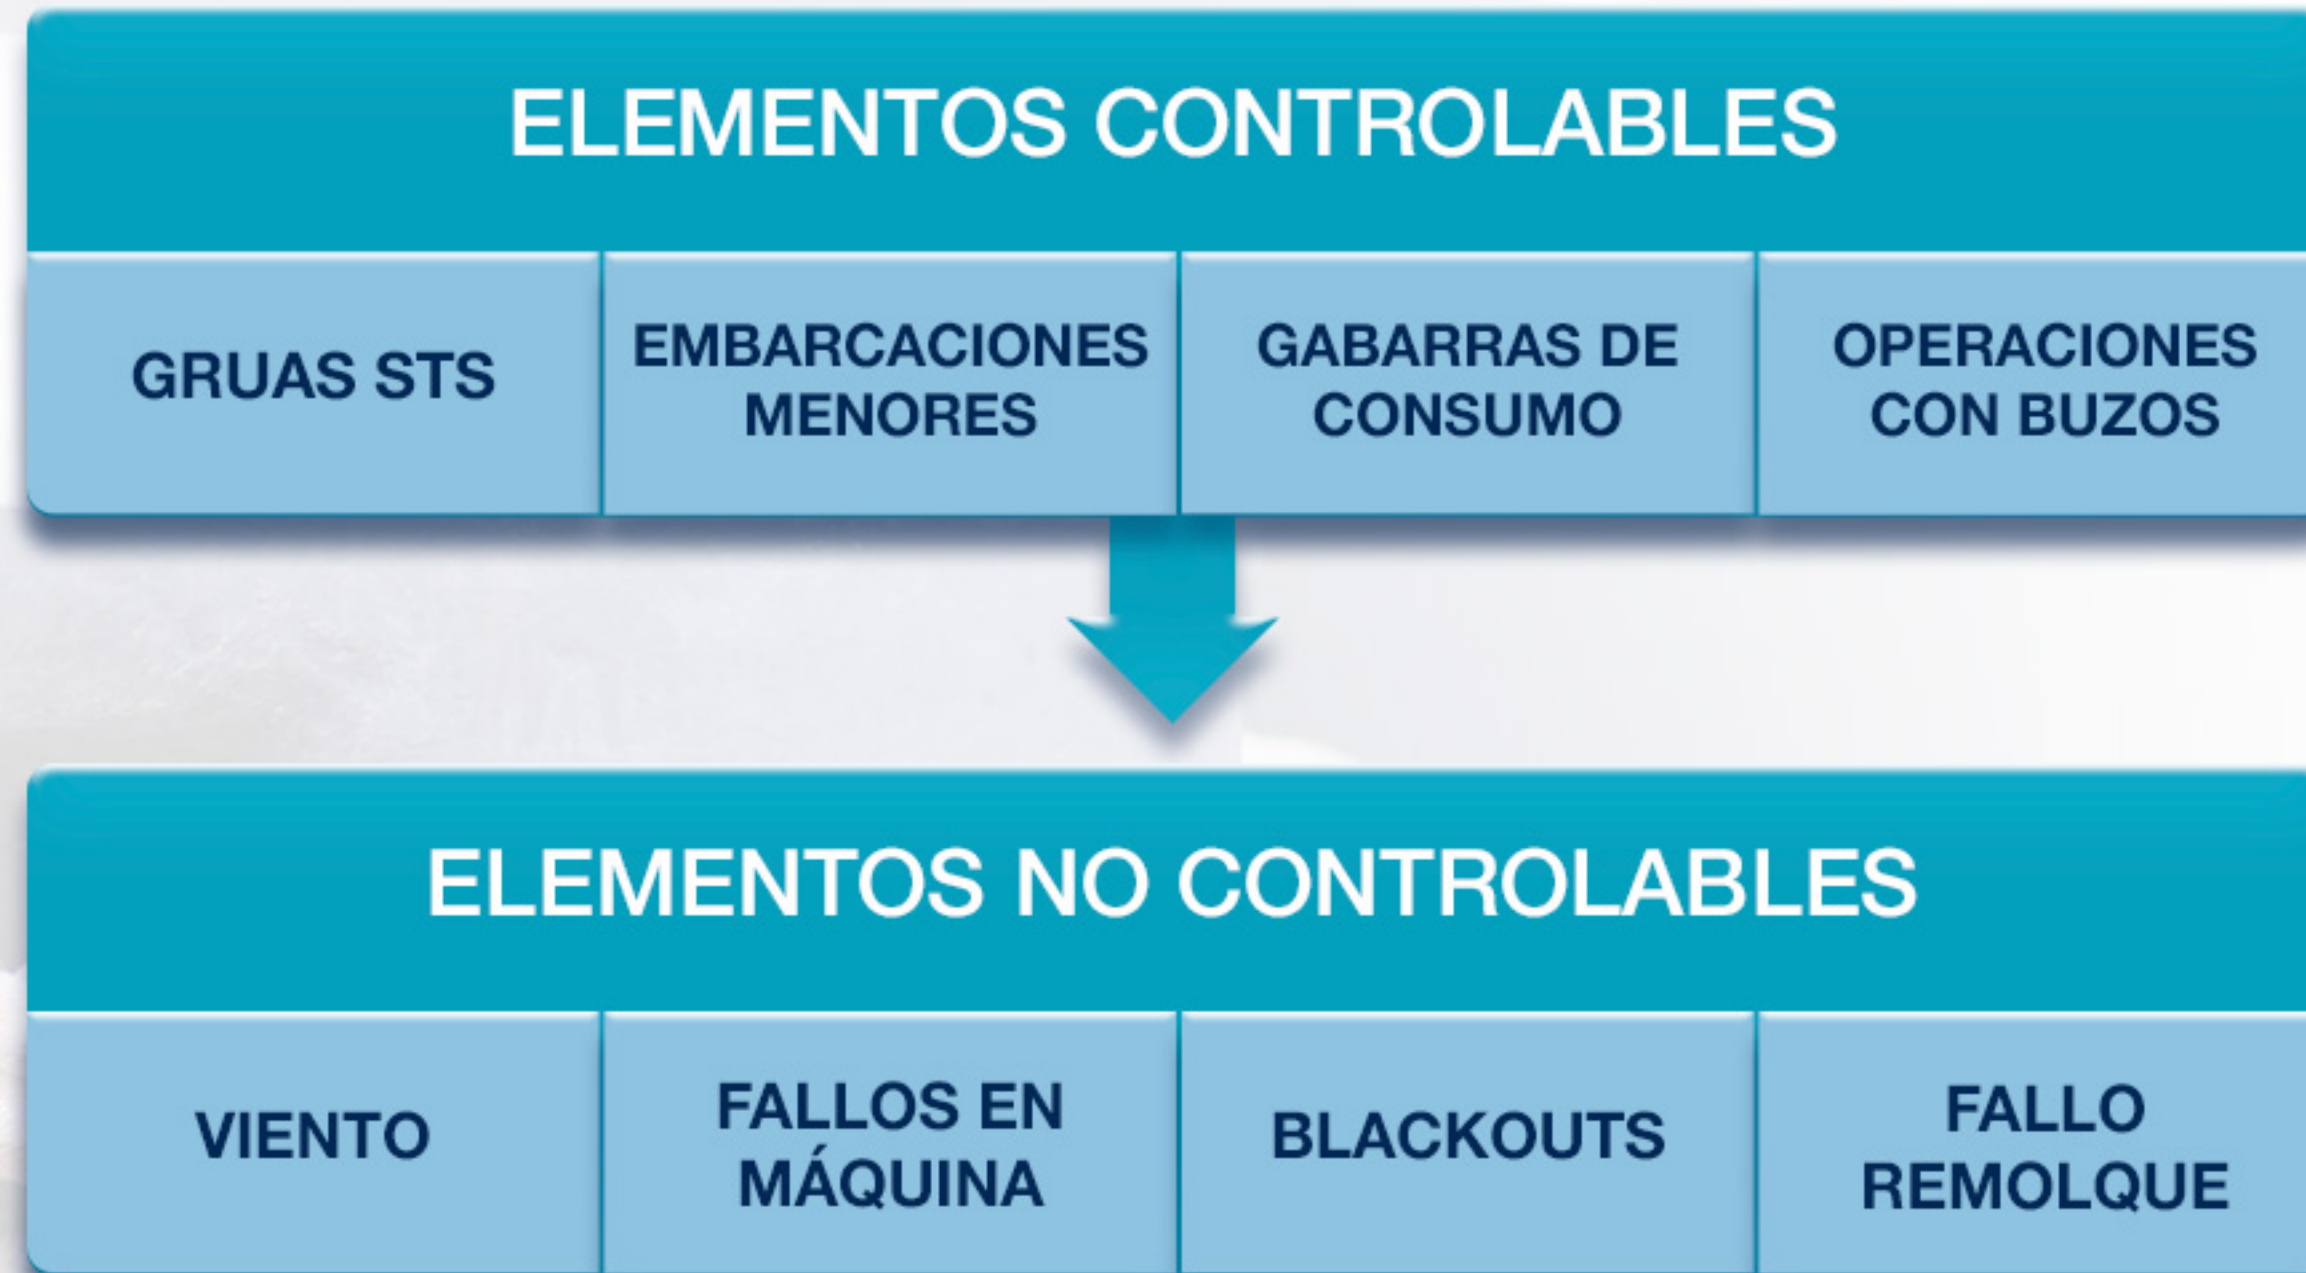 ELEMENTOS CONTROLABLES
GRUAS STS
EMBARCACIONES
MENORES
GABARRAS DE
CONSUMO
OPERACIONES
CON BUZOS
ELEMENTOS NO CONTROLABLES
VIENTO
FALLOS EN
MÁQUINA
BLACKOUTS
FALLO
REMOLQUE